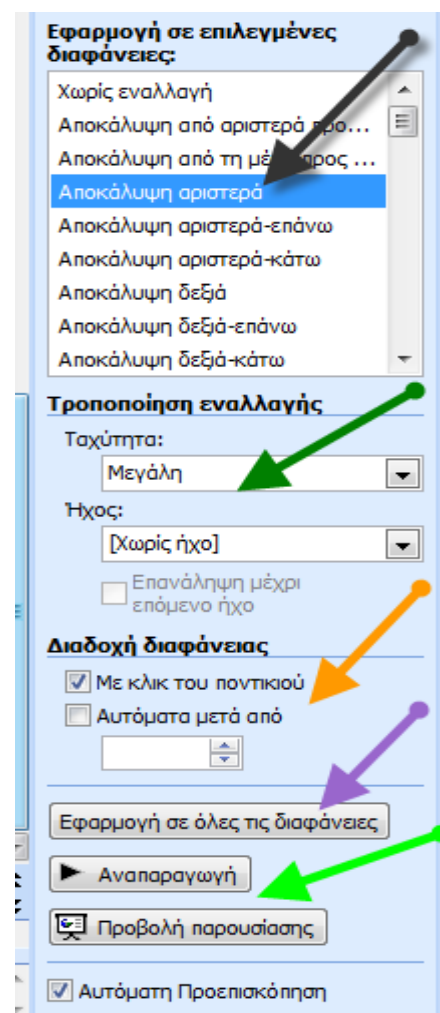 Εφαρμογή σε επιλεγμένες
διαφάνειες:
Χωρίς εναλλαγή
Αποκάλυψη από αριστερά προ...
Αποκάλυψη από τη μέ προς ...
Αποκάλυψη αριστερά
Αποκάλυψη αριστερά-επάνω
Αποκάλυψη αριστερά-κάτω
Αποκάλυψη δεξιά
Αποκάλυψη δεξιά-επάνω
Αποκάλυψη δεξιά-κάτω
Τροποποίηση εναλλαγής
Ταχύτητα:
Μεγάλη
Ήχος:
[Χωρίς ήχο]
Επανάληψη μέχρι
επόμενο ήχο
Διαδοχή διαφάνειας
Με κλικ του ποντικιού
Αυτόματα μετά από
Εφαρμογή σε όλες τις διαφάνειες
Αναπαραγωγή
Προβολή παρουσίασης
Αυτόματη Προεπισκόπηση